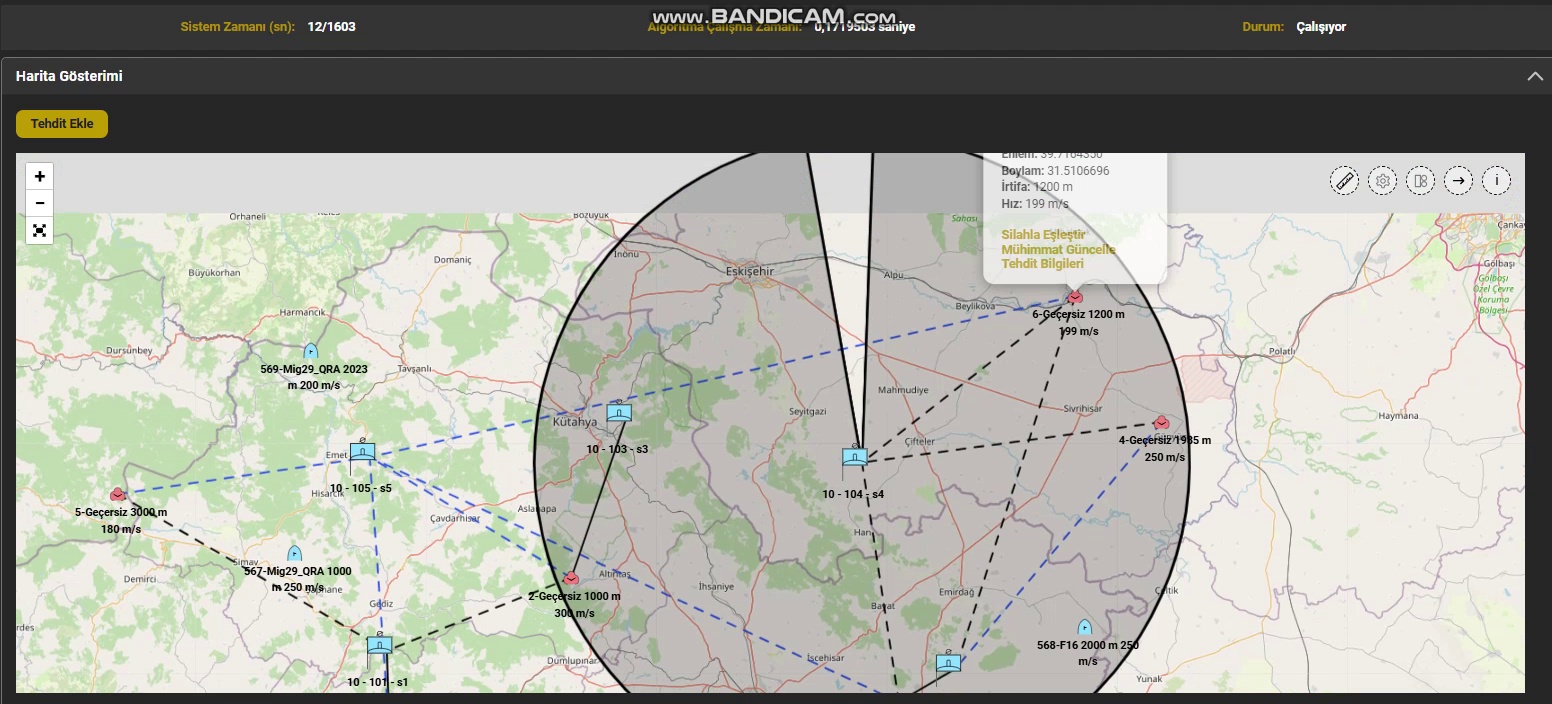 www.BANDICAM.com
Sistem Zamanı (sn): 12/1603
Algoritma Çalışma Zamanı: 0,1719503 saniye
Durum: Çalışıyor
Harita Gösterimi
Tehdit Ekle
+
−
Enlem: 39.7164350
Boylam: 31.5106696
İrtifa: 1200 m
Hız: 199 m/s
Silahla Eşleştir
Mühimmat Güncelle
Tehdit Bilgileri
i
Orhaneli
Bozüyük
Sahası
Çankaya
İnönü
Domaniç
Eskişehir
Alpu
Gölbaşı
Büyükorhan
Gölbaşı
Özel Çevre
Koruma
Bölgesi
Harmancık
Beylikova
6-Geçersiz 1200 m
199 m/s
Dursunbey
569-Mig29_QRA 2023
m 200 m/s
Tavşanlı
Polatlı
Mahmudiye
Seyitgazi
Sivrihisar
Haymana
Kütahya
10 - 103 - s3
Çifteler
4-Geçersiz 1985 m
250 m/s
Emet
10 - 105 - s5
Hisarcık
10 - 104 - s4
5-Geçersiz 3000 m
180 m/s
Çavdarhisar
Aslanapa
Han
Simav
567-Mig29_QRA 1000
m 250 m/s
Demirci
Altıntaş
İhsaniye
Emirdağ
Çeltik
2-Geçersiz 1000 m
300 m/s
Gediz
Bayat
568-F16 2000 m 250
m/s
Dumlupınar
İscehisar
10 - 101 - s1
Yunak